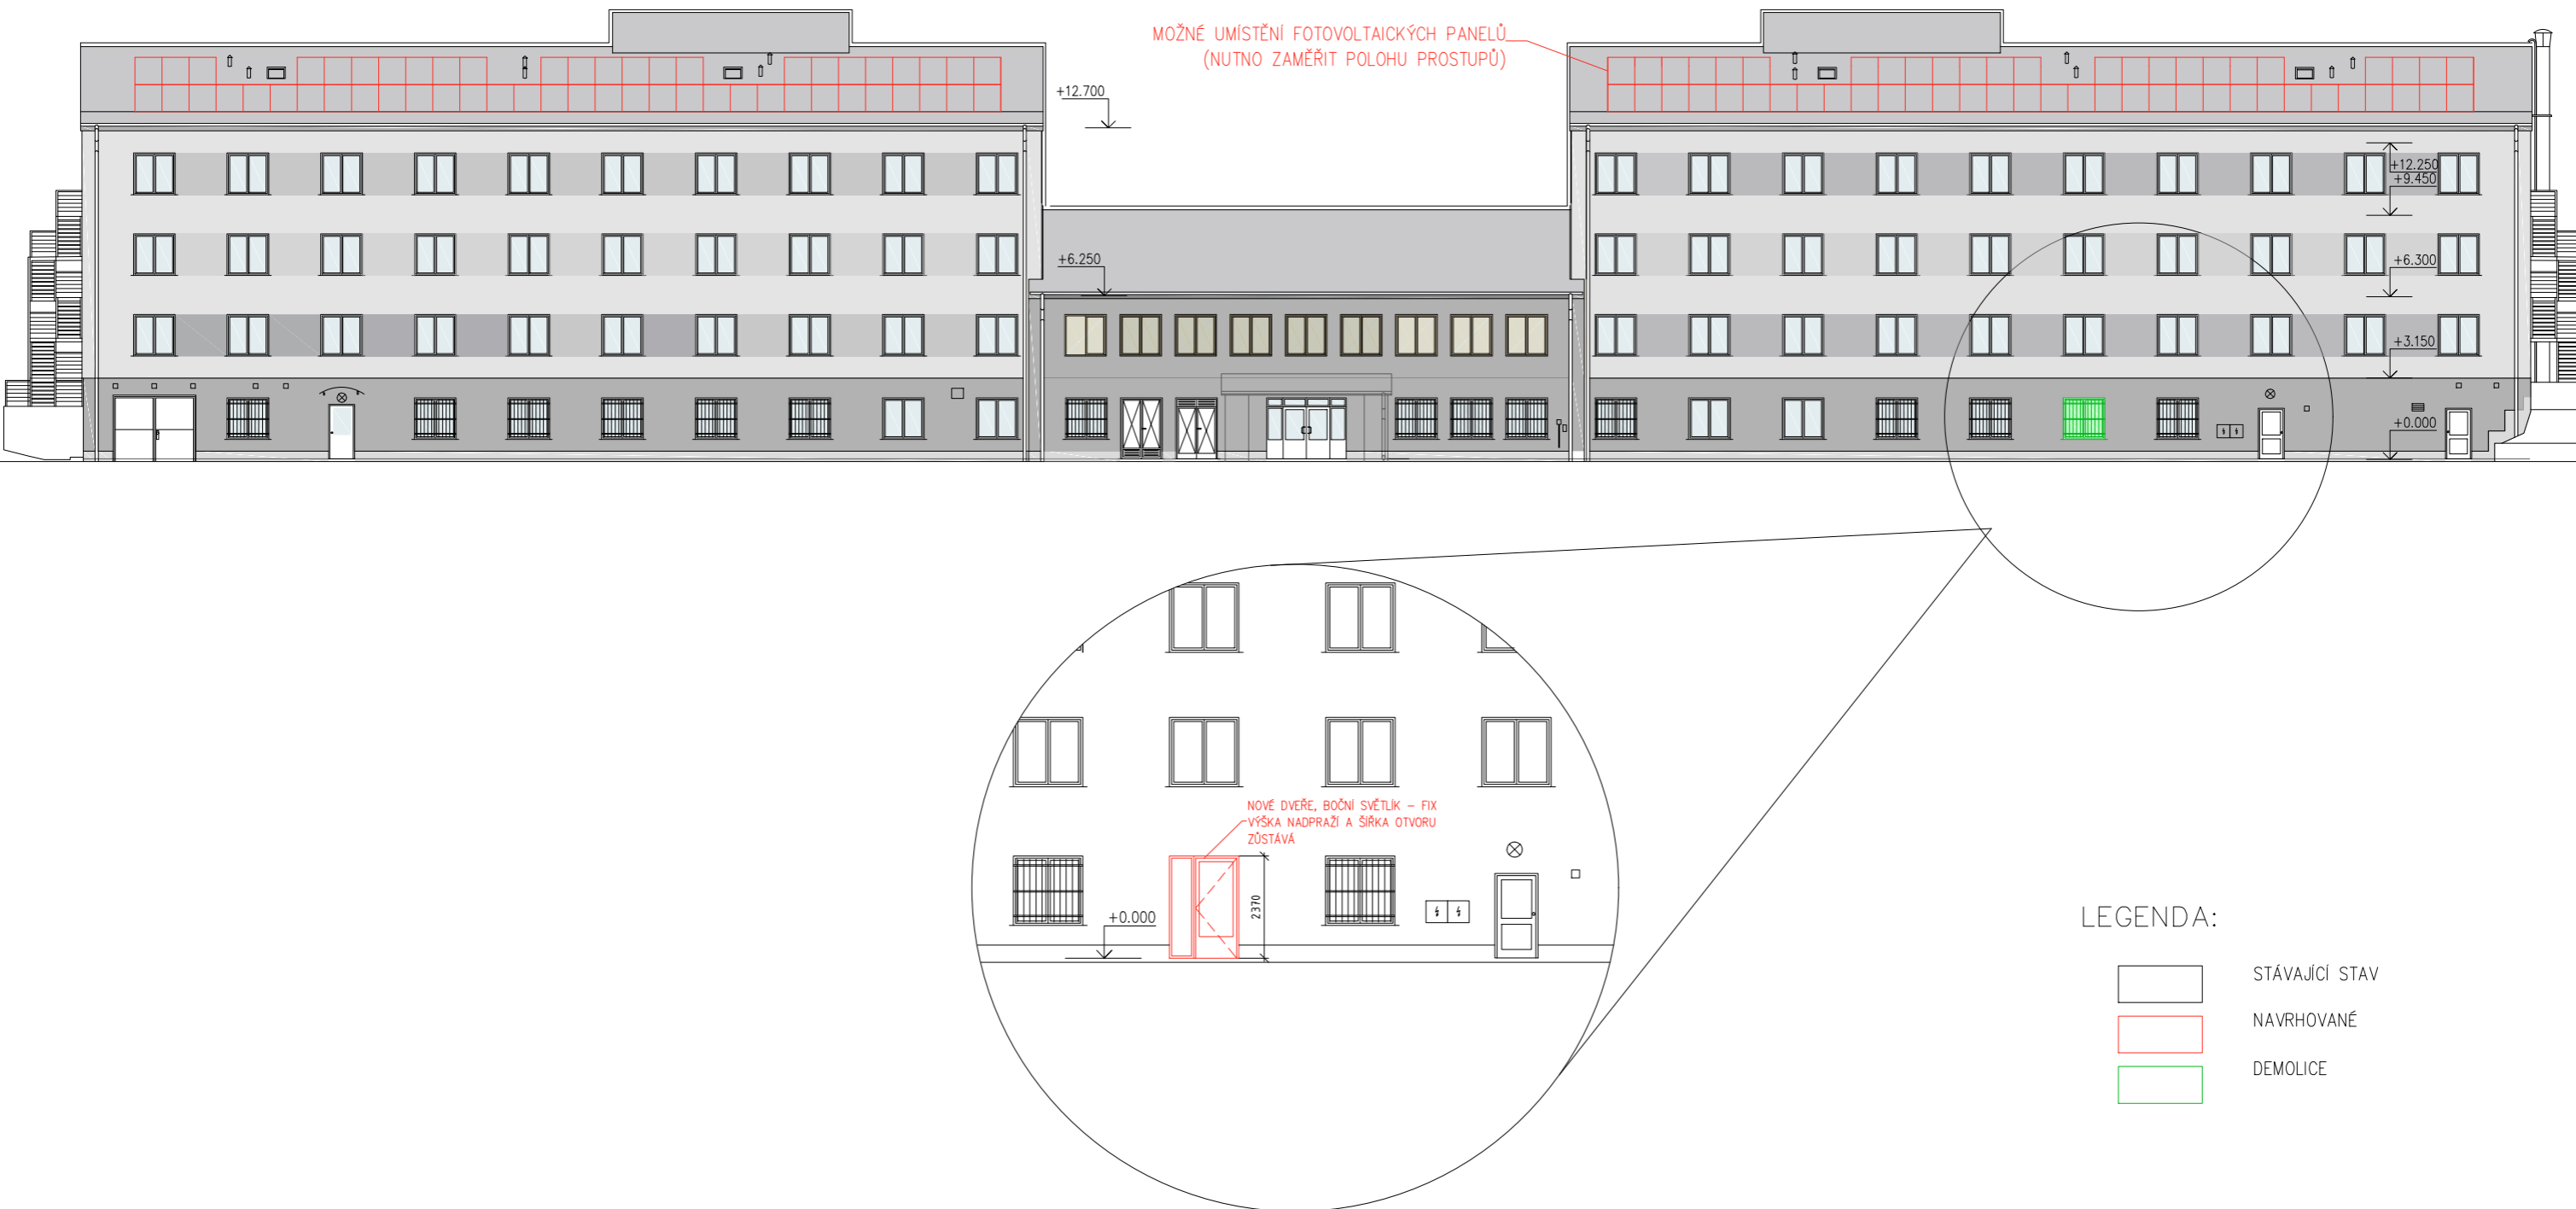 MOŽNÉ UMÍSTĚNÍ FOTOVOLTAICKÝCH PANELŮ
(NUTNO ZAMĚŘIT POLOHU PROSTUPŮ)
+12.700
+12.250
+9.450
+6.250
+6.300
+3.150
+0.000
NOVÉ DVEŘE, BOČNÍ SVĚTLÍK – FIX
VÝŠKA NADPRAŽÍ A ŠÍŘKA OTVORU
ZŮSTÁVÁ
2370
+0.000
LEGENDA:
STÁVAJÍCÍ STAV
NAVRHOVANÉ
DEMOLICE